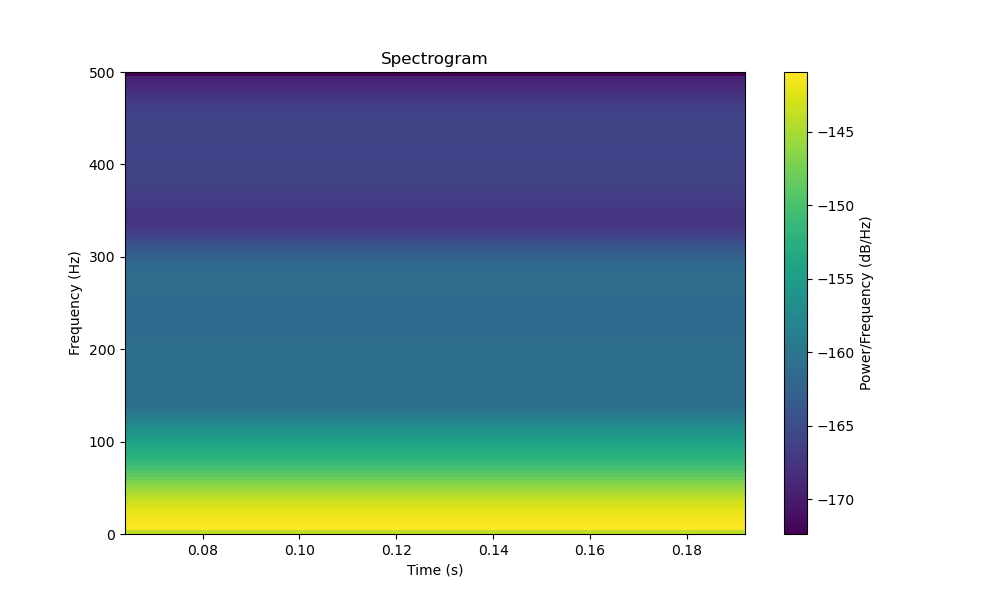 Spectrogram
500
400
300
200
100
0
Frequency (Hz)
0.08 0.10 0.12 0.14 0.16 0.18
Time (s)
−145
−150
−155
−160
−165
−170
Power/Frequency (dB/Hz)